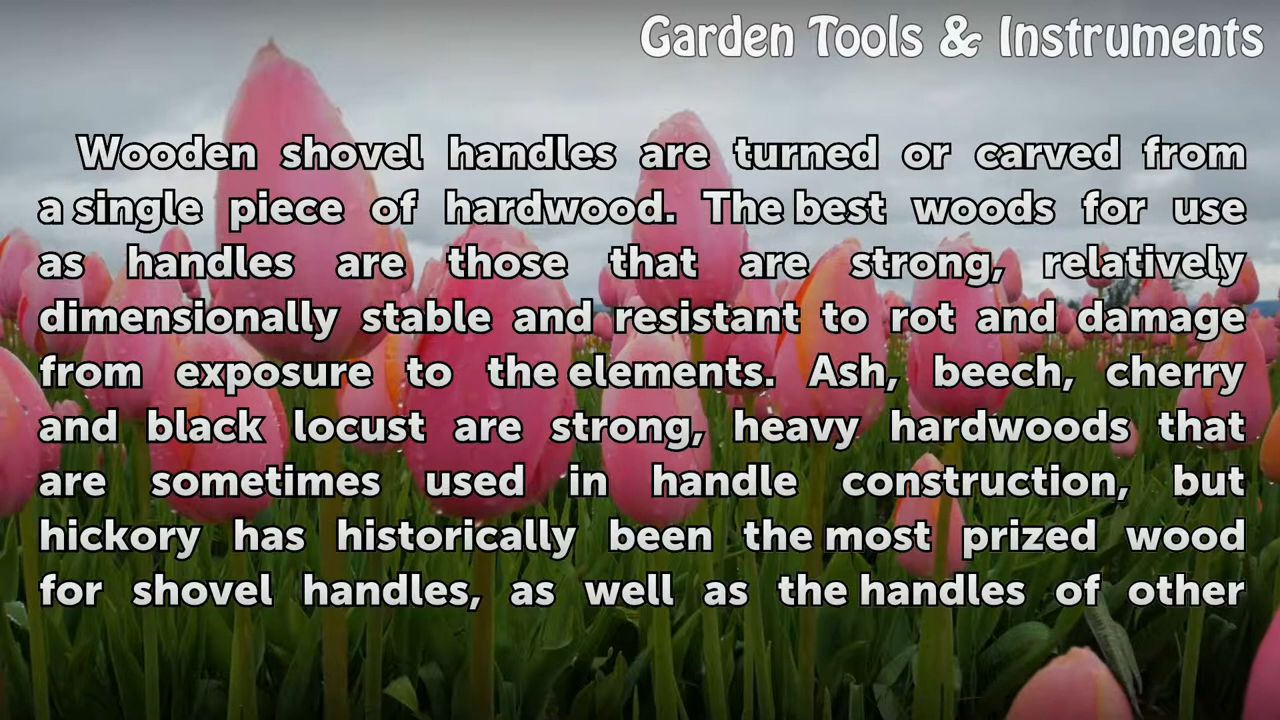 Garden Tools & Instruments
Wooden shovel handles are turned or carved from
a single piece of hardwood. The best woods for use
as handles are those that are strong, relatively
dimensionally stable and resistant to rot and damage
from exposure to the elements. Ash, beech, cherry
and black locust are strong, heavy hardwoods that
are sometimes used in handle construction, but
hickory has historically been the most prized wood
for shovel handles, as well as the handles of other